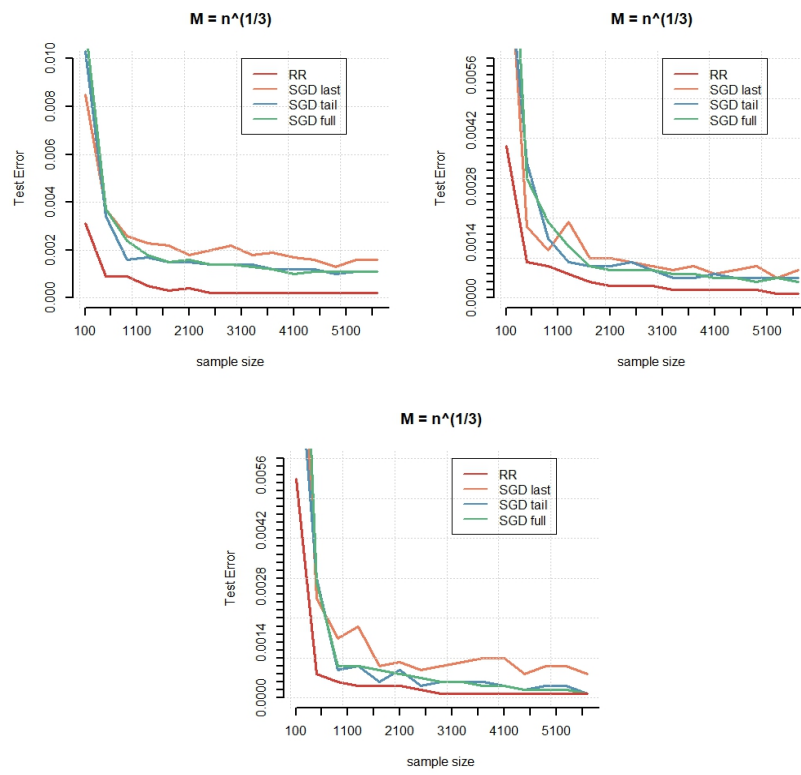 M = n^(1/3)
Test Error
0.010
0.008
0.006
0.004
0.002
0.000
RR
SGD last
SGD tail
SGD full
100 1100 2100 3100 4100 5100
sample size
M = n^(1/3)
Test Error
0.0056
0.0042
0.0028
0.0014
0.0000
RR
SGD last
SGD tail
SGD full
100 1100 2100 3100 4100 5100
sample size
M = n^(1/3)
Test Error
0.0056
0.0042
0.0028
0.0014
0.0000
RR
SGD last
SGD tail
SGD full
100 1100 2100 3100 4100 5100
sample size